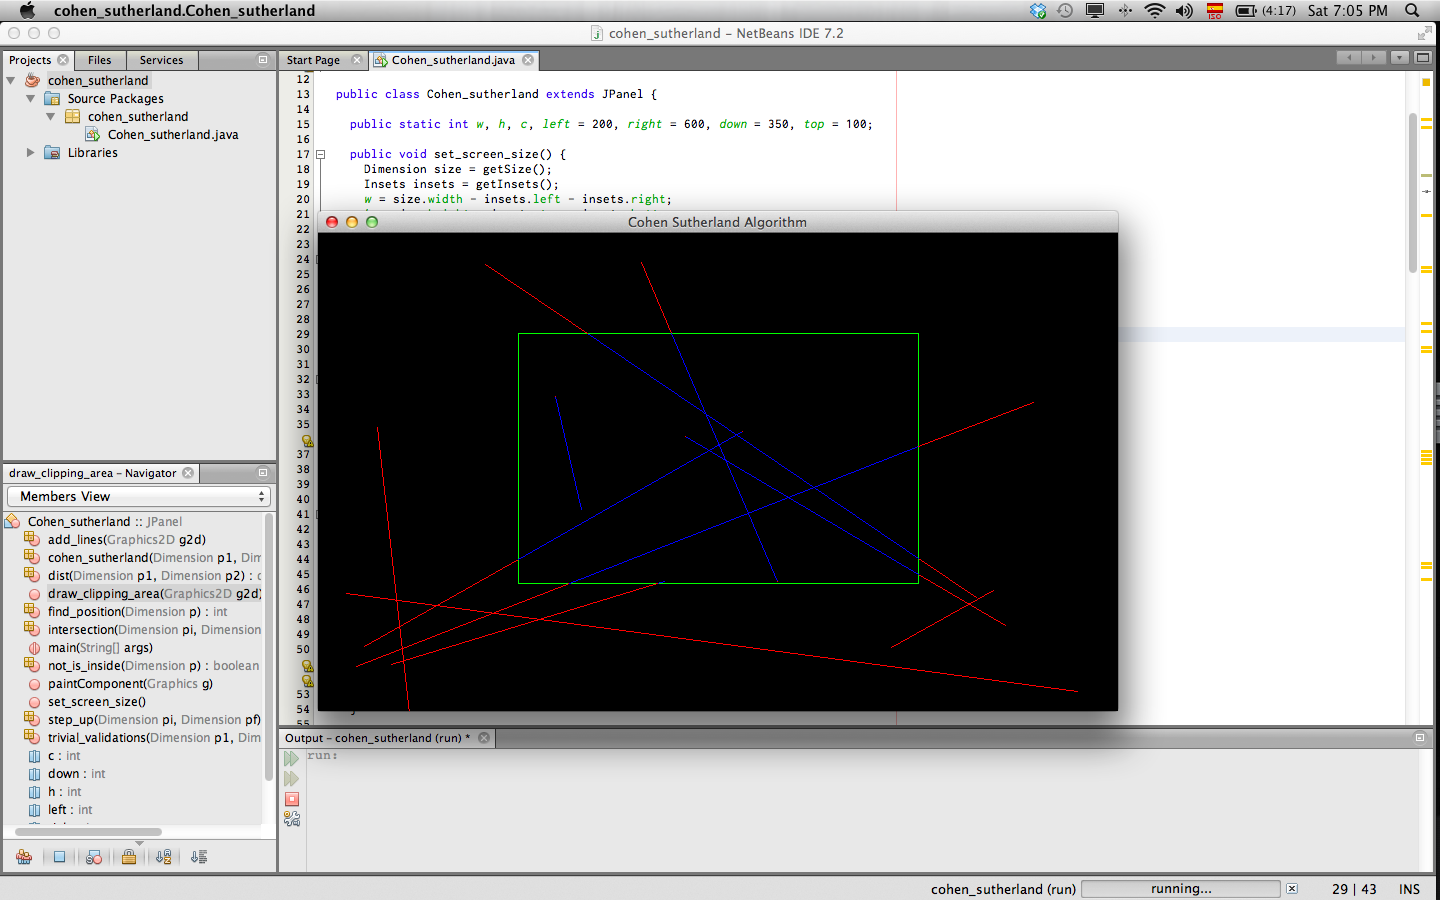 cohen_sutherland.Cohen_sutherland
ISO
(4:17)
Sat 7:05 PM
cohen_sutherland – NetBeans IDE 7.2
Projects
Files
Services
Start Page
Cohen_sutherland.java
cohen_sutherland
Source Packages
cohen_sutherland
Cohen_sutherland.java
Libraries
12
13 public class Cohen_sutherland extends JPanel {
14
15 public static int w, h, c, left = 200, right = 600, down = 350, top = 100;
16
17 public void set_screen_size() {
18 Dimension size = getSize();
19 Insets insets = getInsets();
20 w = size.width - insets.left - insets.right;
21
22
23
24
25
26
27
28
29
30
31
32
33
34
35
37
38
39
40
41
42
43
44
45
46
47
48
49
50
53
54
55
Cohen Sutherland Algorithm
draw_clipping_area – Navigator
Members View
Cohen_sutherland :: JPanel
add_lines(Graphics2D g2d)
cohen_sutherland(Dimension p1, Dim
dist(Dimension p1, Dimension p2) : c
draw_clipping_area(Graphics2D g2d)
find_position(Dimension p) : int
intersection(Dimension pi, Dimension
main(String[] args)
not_is_inside(Dimension p) : boolean
paintComponent(Graphics g)
set_screen_size()
step_up(Dimension pi, Dimension pf)
trivial_validations(Dimension p1, Dim
c : int
down : int
h : int
left : int
Output – cohen_sutherland (run) *
run:
cohen_sutherland (run)
running...
29 | 43
INS